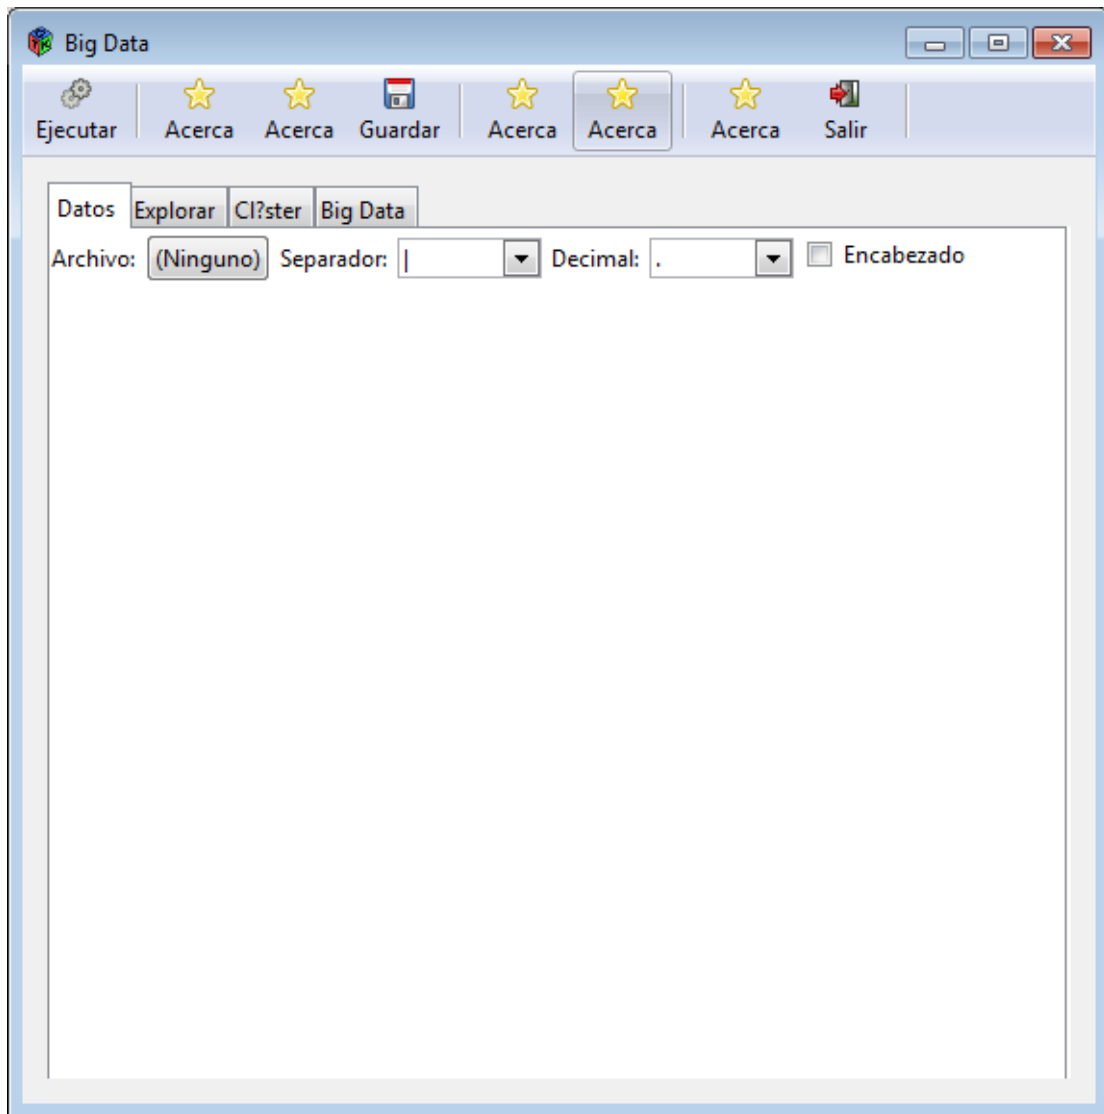 Big Data
Ejecutar Acerca Acerca Guardar Acerca Acerca Acerca Salir
Datos Explorar Cl?ster Big Data
Archivo: (Ninguno) Separador: | Decimal: . Encabezado